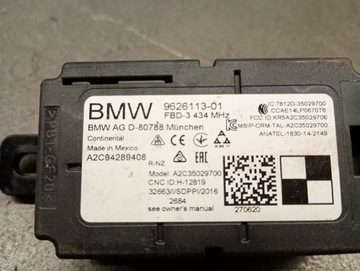 BMW
9626113-01
FBD-3 434 MHz
BMW AG D-80788 München
Continental
Made in Mexico
A2C94289408
R-NZ
IC:7812D-35029700
CCAE14LP0670T6
FCC ID:KR5A2C35029700
MSIP-CRM-TAL-A2C35029700
ANATEL-1830-14-2149
Model: A2C35029700
CNC ID:H-12819
32663/I/SDPPI/2016
2684
see owner's manual
270620